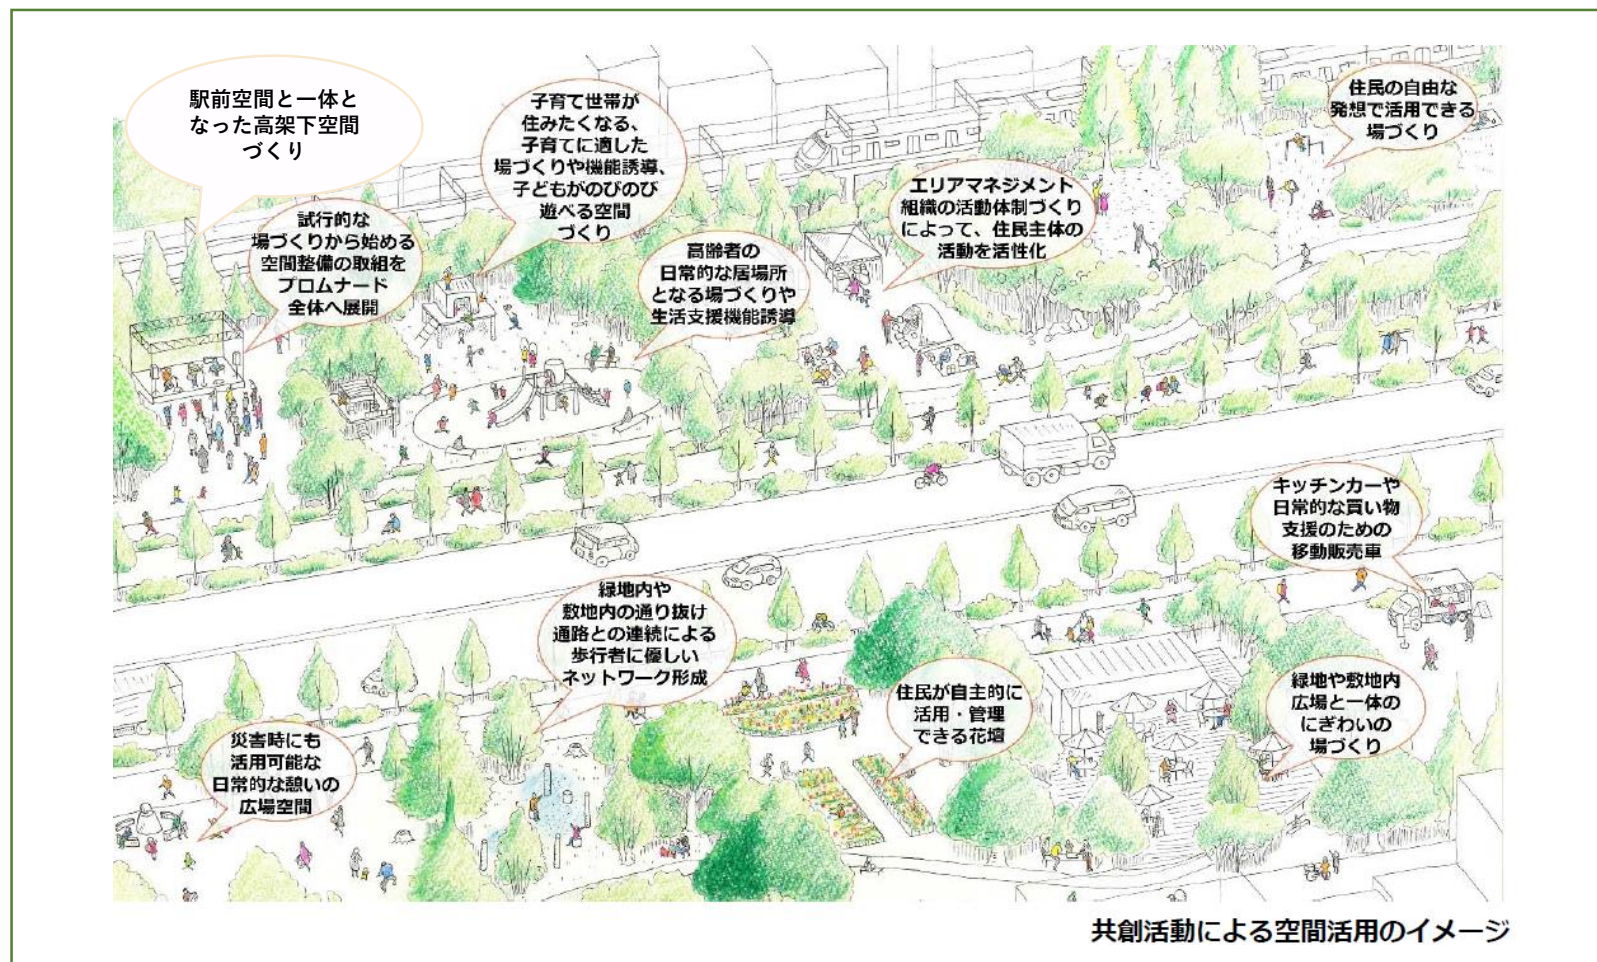 駅前空間と一体と
なった高架下空間
づくり
子育て世帯が
住みたくなる、
子育てに適した
場づくりや機能誘導、
子どもがのびのび
遊べる空間
づくり
住民の自由な
発想で活用できる
場づくり
試行的な
場づくりから始める
空間整備の取組を
プロムナード
全体へ展開
高齢者の
日常的な居場所
となる場づくりや
生活支援機能誘導
エリアマネジメント
組織の活動体制づくり
によって、住民主体の
活動を活性化
キッチンカーや
日常的な買い物
支援のための
移動販売車
緑地内や
敷地内の通り抜け
通路との連続による
歩行者に優しい
ネットワーク形成
住民が自主的に
活用・管理
できる花壇
緑地や敷地内
広場と一体の
にぎわいの
場づくり
災害時にも
活用可能な
日常的な憩いの
広場空間
共創活動による空間活用のイメージ